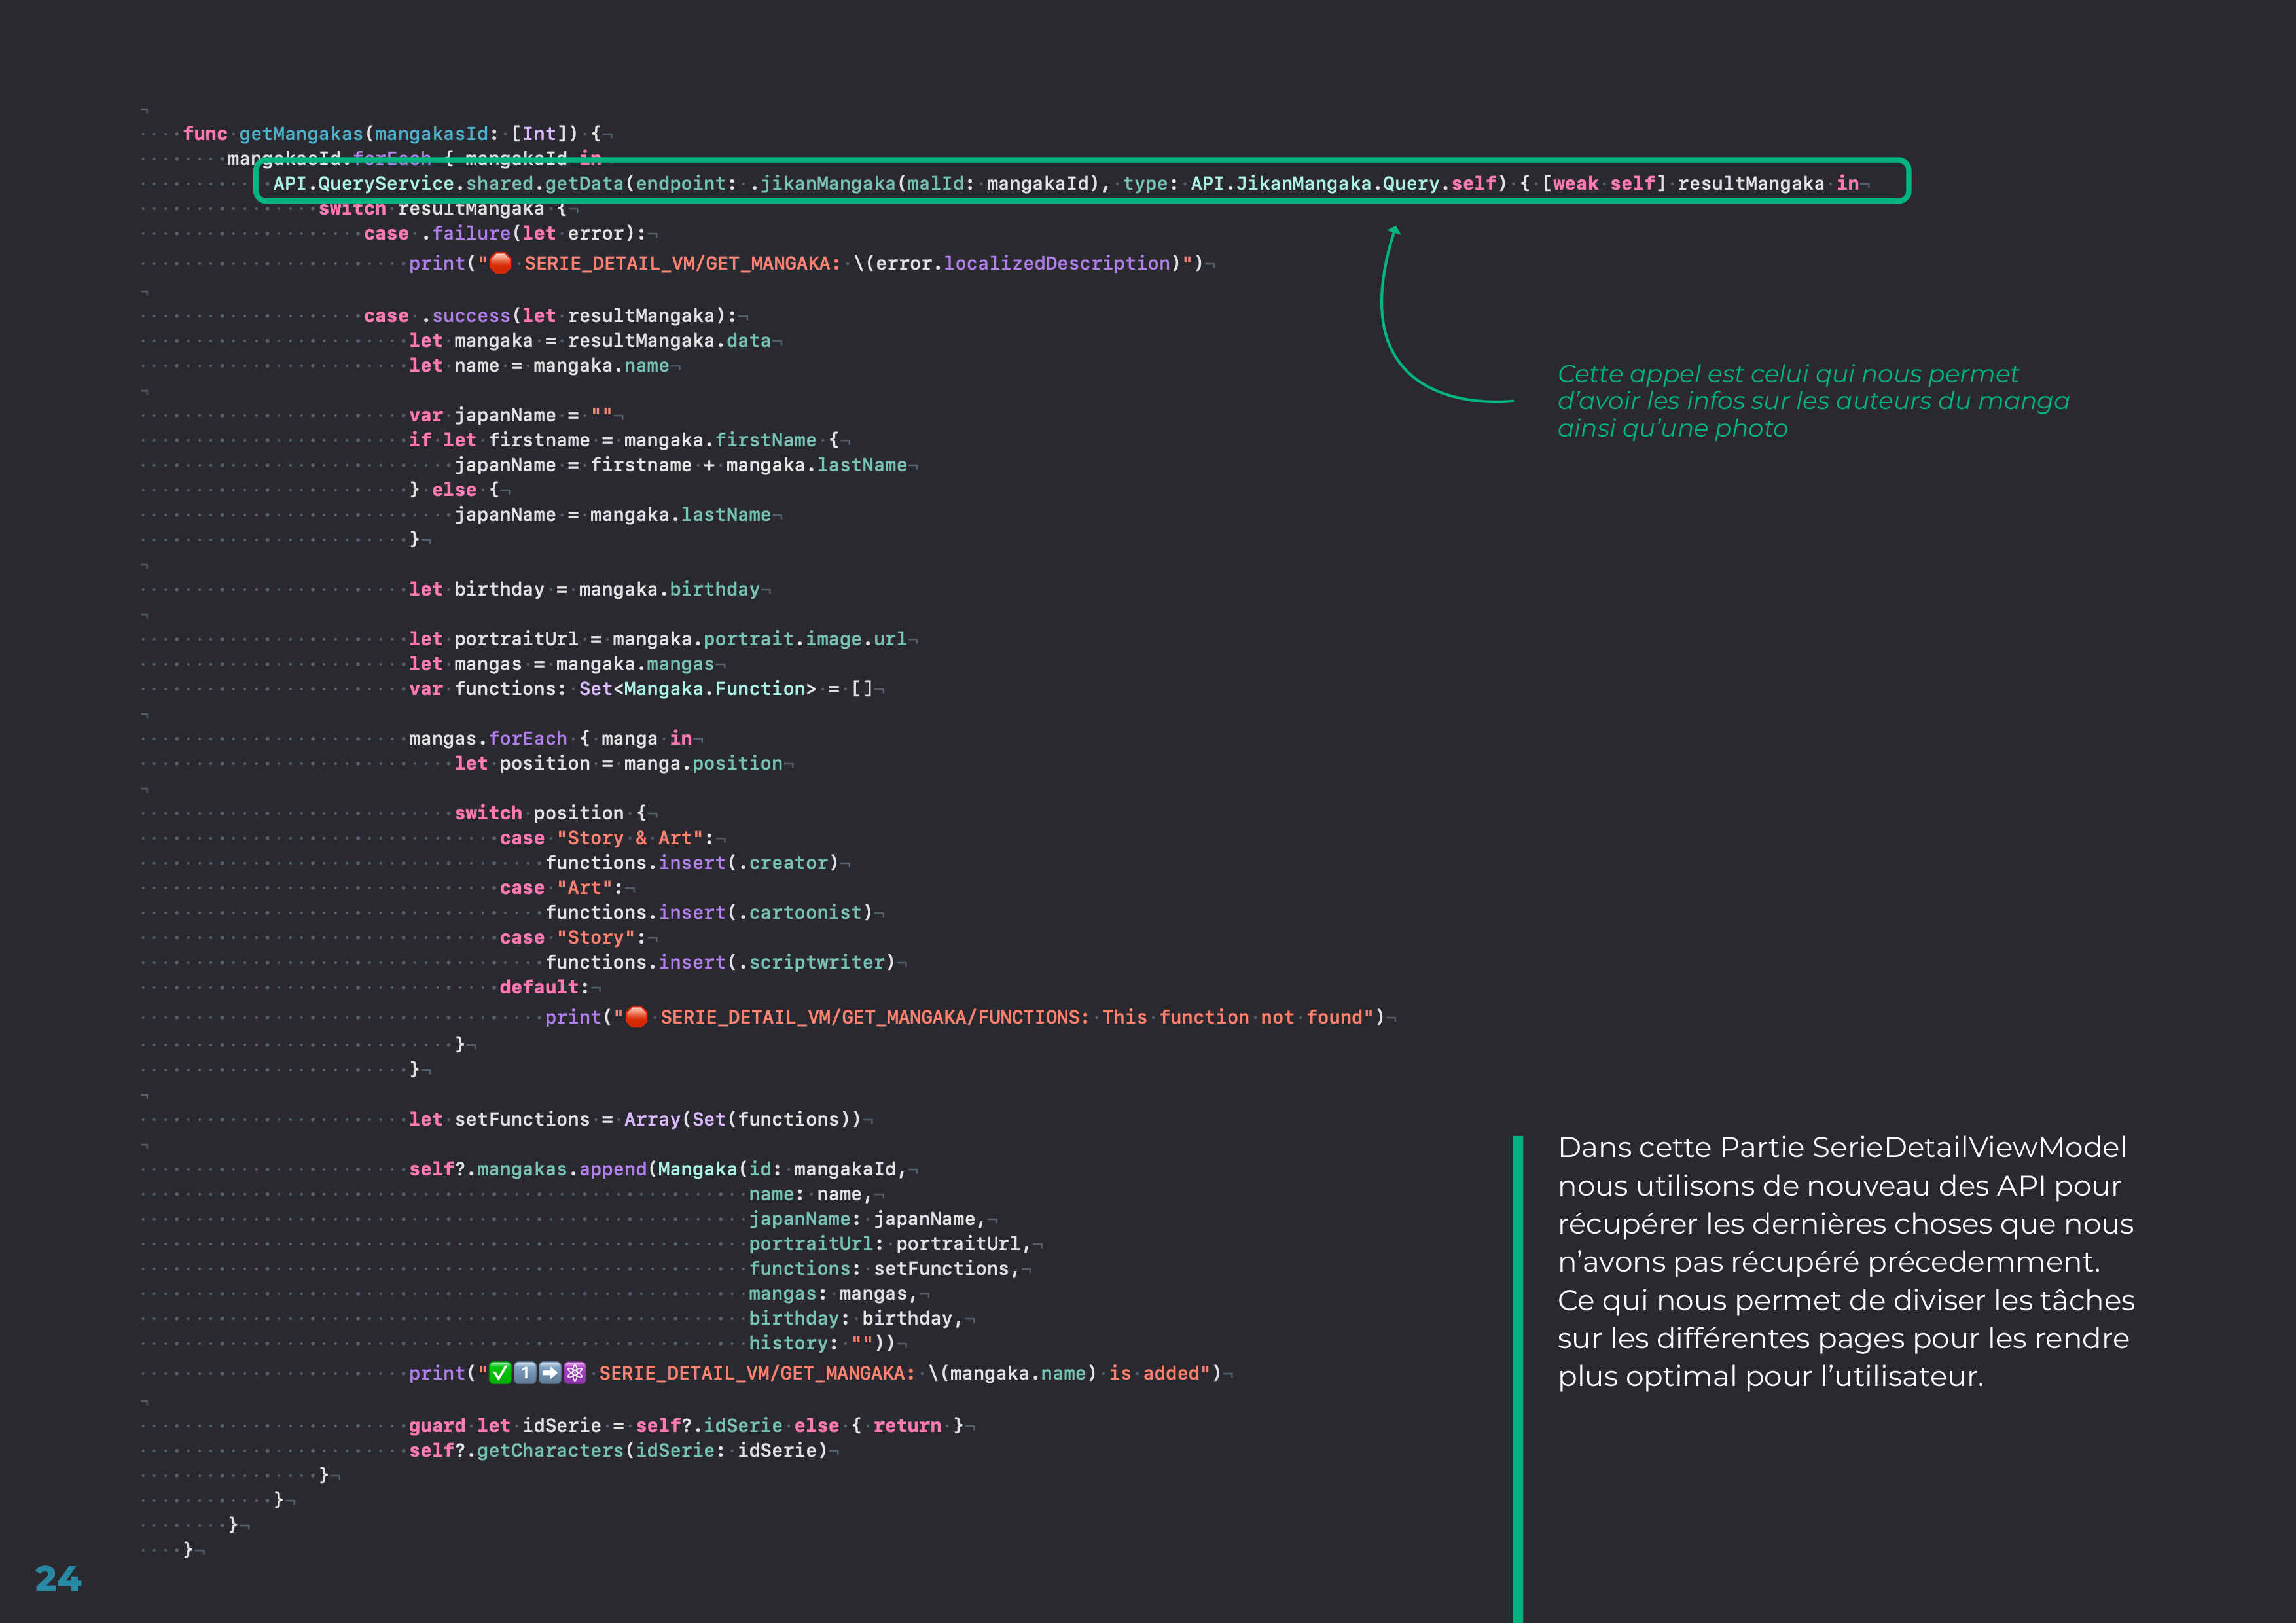 func getMangakas(mangakasId: [Int]) {
mangakasId.forEach { mangakaId in
API.QueryService.shared.getData(endpoint: .jikanMangaka(malId: mangakaId), type: API.JikanMangaka.Query.self) { [weak self] resultMangaka in
switch resultMangaka {
case .failure(let error):
print("🛑 SERIE_DETAIL_VM/GET_MANGAKA: \(error.localizedDescription)")
case .success(let resultMangaka):
let mangaka = resultMangaka.data
let name = mangaka.name
var japanName = ""
if let firstname = mangaka.firstName {
japanName = firstname + mangaka.lastName
} else {
japanName = mangaka.lastName
}
let birthday = mangaka.birthday
let portraitUrl = mangaka.portrait.image.url
let mangas = mangaka.mangas
var functions: Set<Mangaka.Function> = []
mangas.forEach { manga in
let position = manga.position
switch position {
case "Story & Art":
functions.insert(.creator)
case "Art":
functions.insert(.cartoonist)
case "Story":
functions.insert(.scriptwriter)
default:
print("🛑 SERIE_DETAIL_VM/GET_MANGAKA/FUNCTIONS: This function not found")
}
}
let setFunctions = Array(Set(functions))
self?.mangakas.append(Mangaka(id: mangakaId,
name: name,
japanName: japanName,
portraitUrl: portraitUrl,
functions: setFunctions,
mangas: mangas,
birthday: birthday,
history: ""))
print("✅1️⃣➡️⚛️ SERIE_DETAIL_VM/GET_MANGAKA: \(mangaka.name) is added")
guard let idSerie = self?.idSerie else { return }
self?.getCharacters(idSerie: idSerie)
}
}
}
}
Cette appel est celui qui nous permet
d'avoir les infos sur les auteurs du manga
ainsi qu'une photo
Dans cette Partie SerieDetailViewModel
nous utilisons de nouveau des API pour
récupérer les dernières choses que nous
n'avons pas récupéré précedemment.
Ce qui nous permet de diviser les tâches
sur les différentes pages pour les rendre
plus optimal pour l'utilisateur.
24